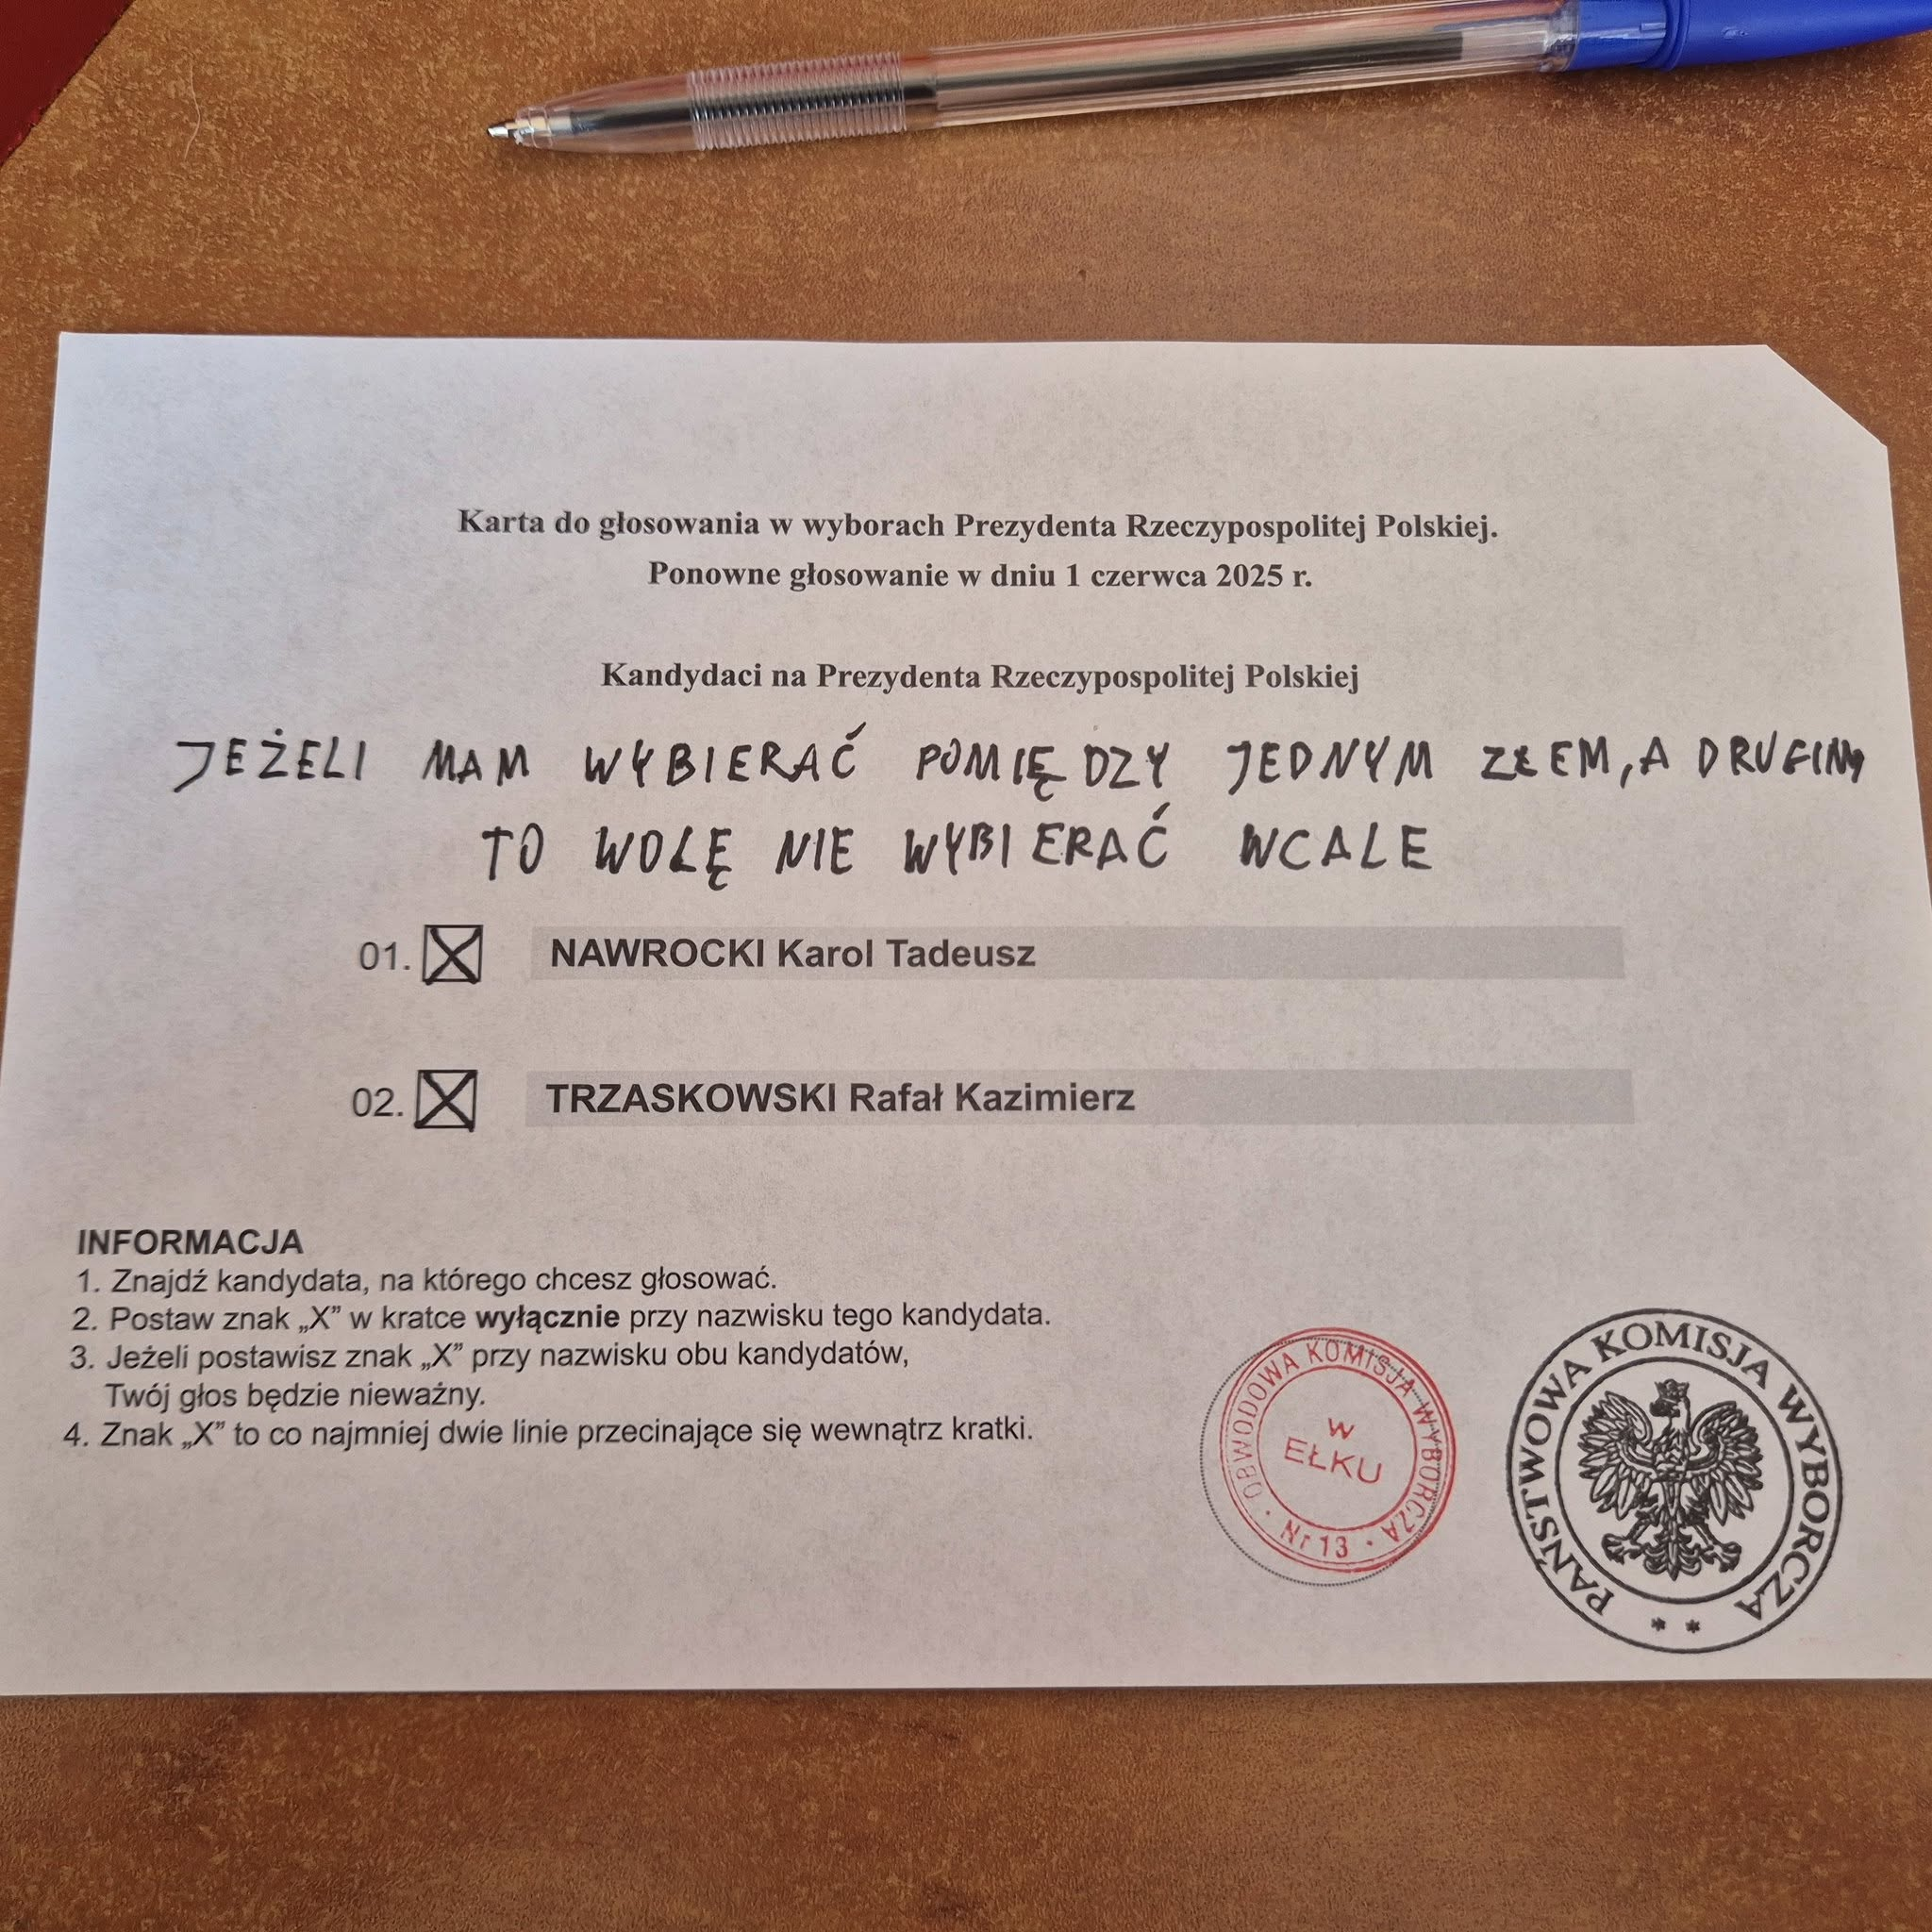 Karta do głosowania w wyborach Prezydenta Rzeczypospolitej Polskiej.
Ponowne głosowanie w dniu 1 czerwca 2025 r.
Kandydaci na Prezydenta Rzeczypospolitej Polskiej
JEŻELI MAM WYBIERAĆ POMIĘDZY JEDNYM ZŁEM, A DRUGIM
TO WOLĘ NIE WYBIERAĆ WCALE
01. NAWROCKI Karol Tadeusz
02. TRZASKOWSKI Rafał Kazimierz
INFORMACJA
1. Znajdź kandydata, na którego chcesz głosować.
2. Postaw znak „X” w kratce wyłącznie przy nazwisku tego kandydata.
3. Jeżeli postawisz znak „X” przy nazwisku obu kandydatów,
Twój głos będzie nieważny.
4. Znak „X” to co najmniej dwie linie przecinające się wewnątrz kratki.
OBWODOWA KOMISJA WYBORCZA
Nr 13
w
EŁKU
PAŃSTWOWA KOMISJA WYBORCZA